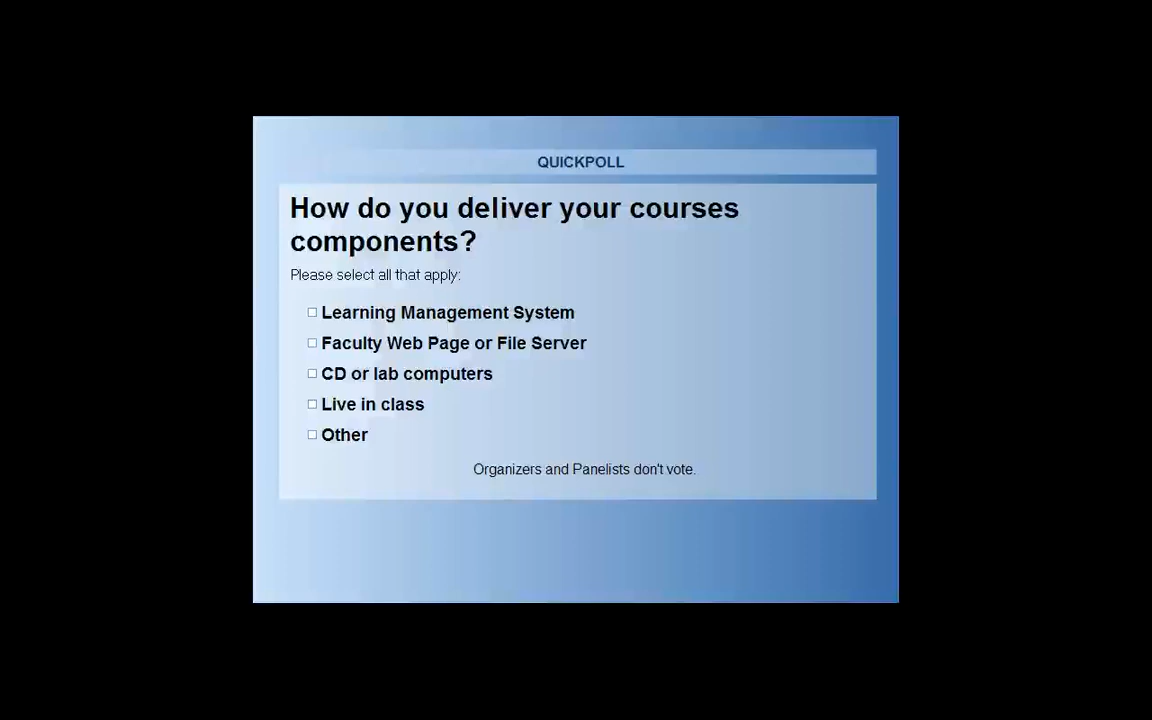 QUICKPOLL
How do you deliver your courses
components?
Please select all that apply:
Learning Management System
Faculty Web Page or File Server
CD or lab computers
Live in class
Other
Organizers and Panelists don't vote.